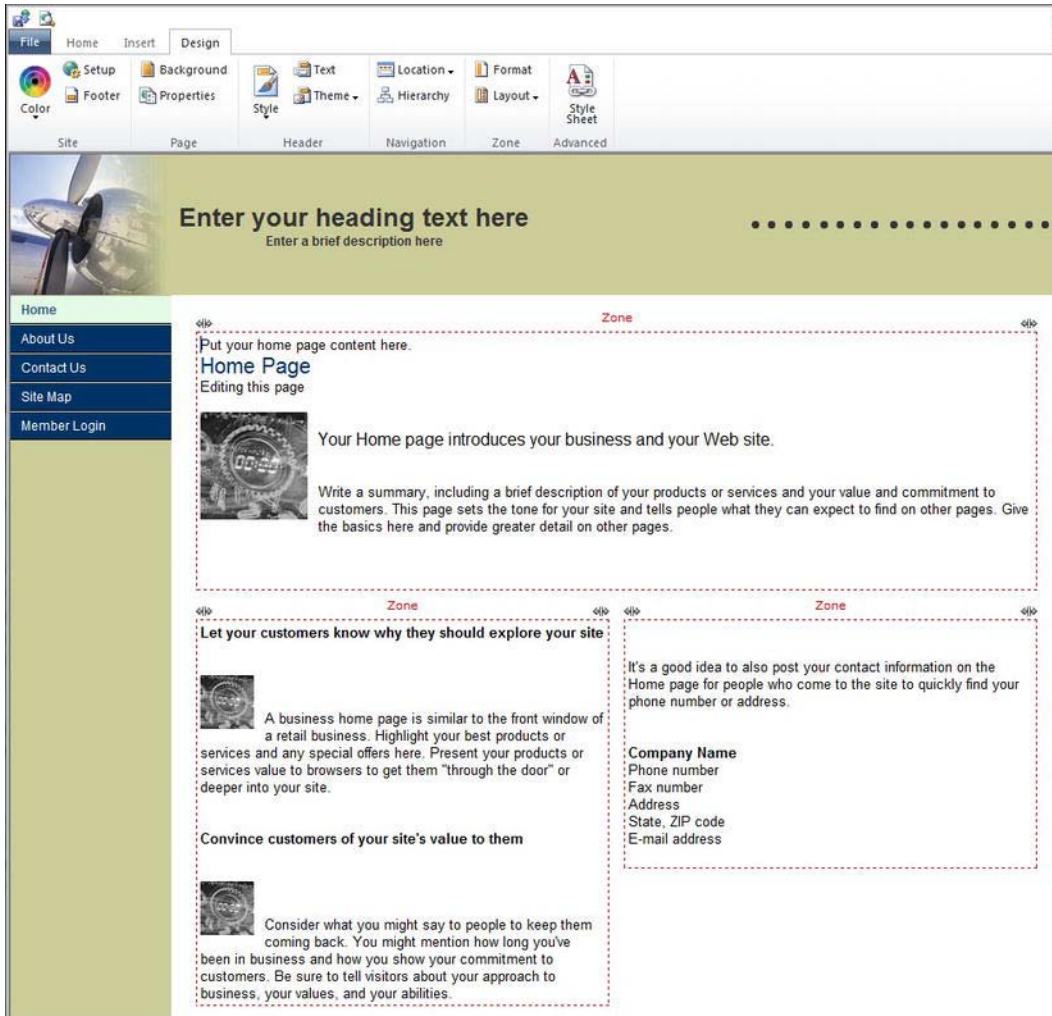 File Home Insert Design
Color
Setup
Footer
Background
Properties
Style
Text
Theme
Location
Hierarchy
Format
Layout
Style
Sheet
Site Page Header Navigation Zone Advanced
Enter your heading text here
Enter a brief description here
Home
About Us
Contact Us
Site Map
Member Login
Zone
Put your home page content here.
Home Page
Editing this page
Your Home page introduces your business and your Web site.
Write a summary, including a brief description of your products or services and your value and commitment to
customers. This page sets the tone for your site and tells people what they can expect to find on other pages. Give
the basics here and provide greater detail on other pages.
Zone
Let your customers know why they should explore your site
A business home page is similar to the front window of
a retail business. Highlight your best products or
services and any special offers here. Present your products or
services value to browsers to get them "through the door" or
deeper into your site.
Convince customers of your site's value to them
Consider what you might say to people to keep them
coming back. You might mention how long you've
been in business and how you show your commitment to
customers. Be sure to tell visitors about your approach to
business, your values, and your abilities.
Zone
It's a good idea to also post your contact information on the
Home page for people who come to the site to quickly find your
phone number or address.
Company Name
Phone number
Fax number
Address
State, ZIP code
E-mail address